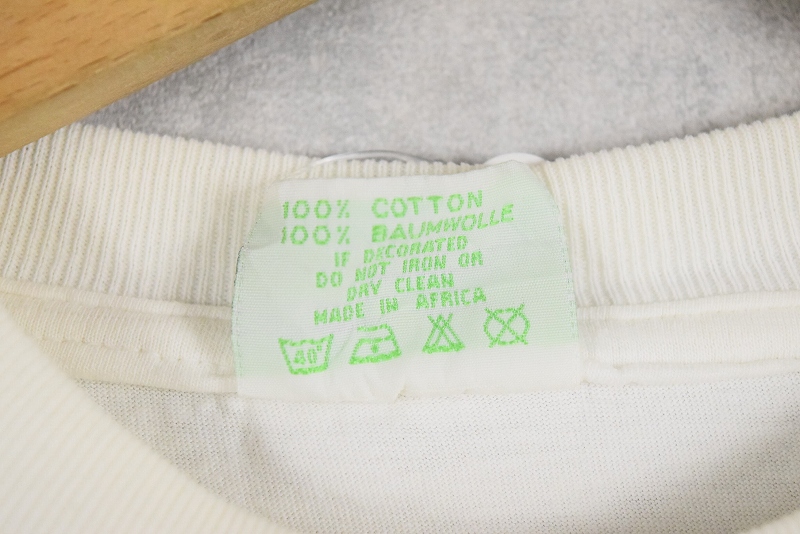 100% COTTON
100% BAUMWOLLE
IF DECORATED
DO NOT IRON OR
DRY CLEAN
MADE IN AFRICA
40°